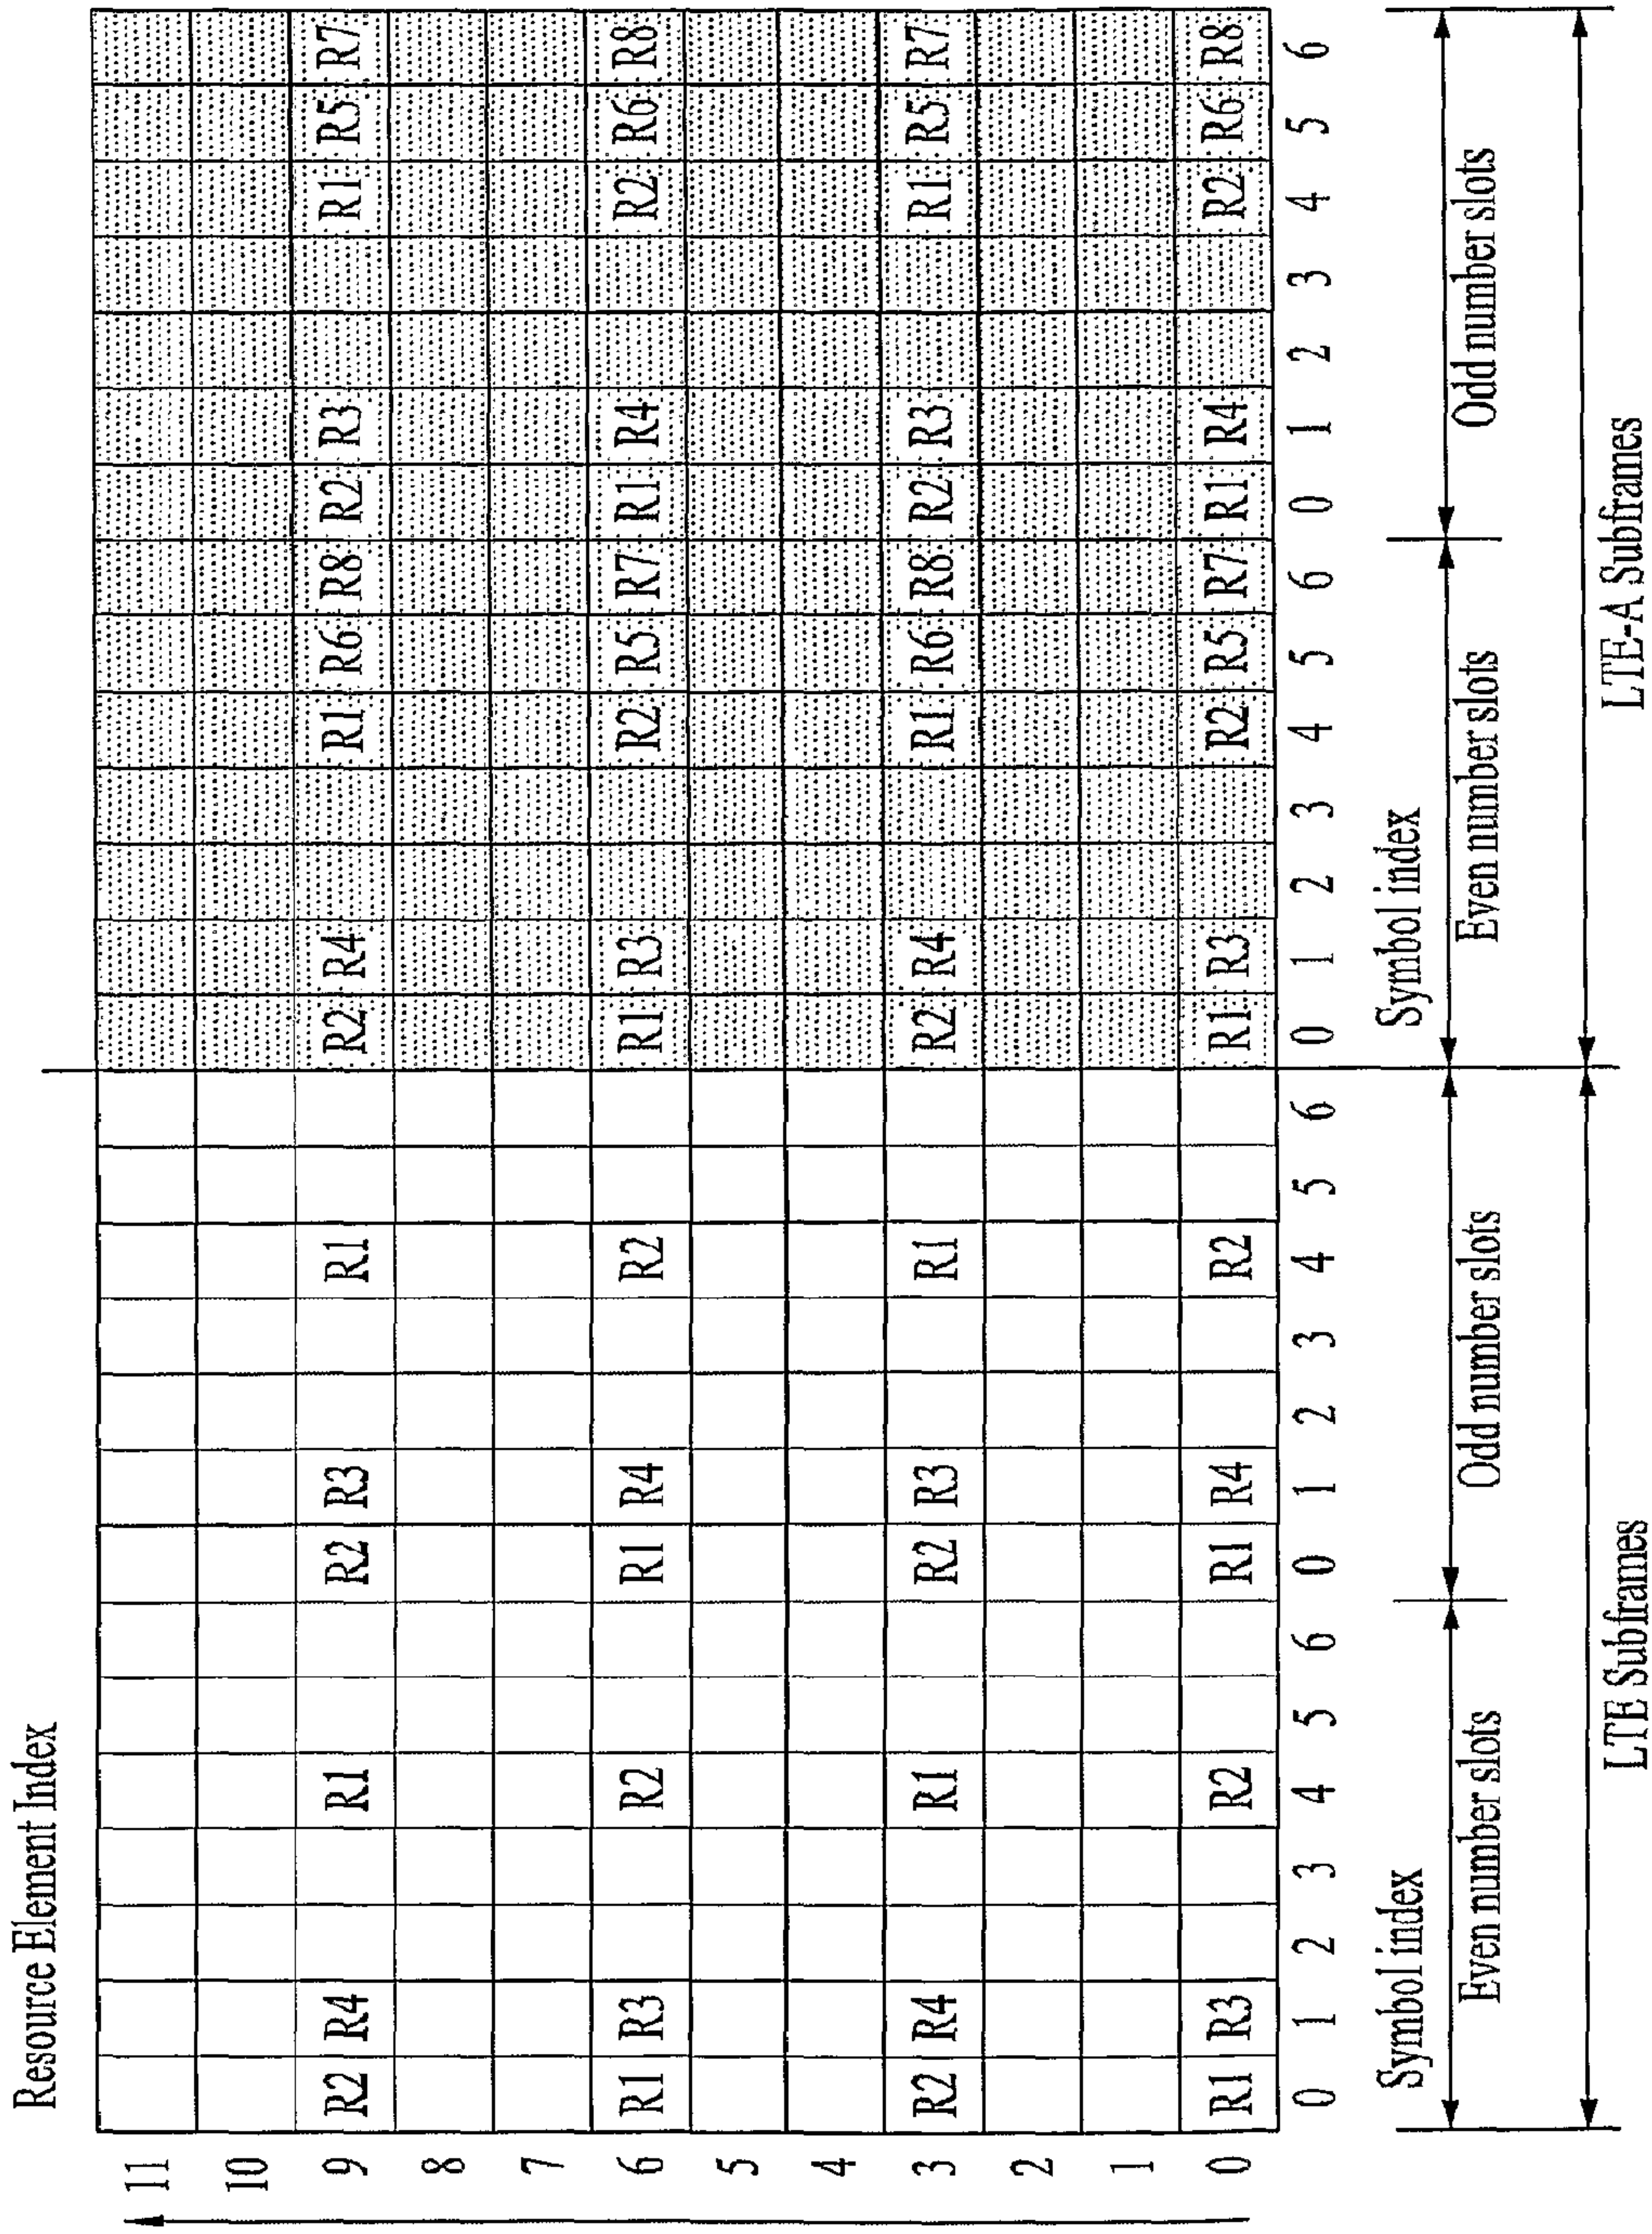 Resource Element Index
11
10
9 R2 R4 R1 R2 R3 R1 R2 R4 R1 R6 R8 R2 R3 R1 R5 R7
8
7
6 R1 R3 R2 R1 R4 R2 R1 R3 R2 R5 R7 R1 R4 R2 R6 R8
5
4
3 R2 R4 R1 R2 R3 R1 R2 R4 R1 R6 R8 R2 R3 R1 R5 R7
2
1
0 R1 R3 R2 R1 R4 R2 R1 R3 R2 R5 R7 R1 R4 R2 R6 R8
0 1 2 3 4 5 6 0 1 2 3 4 5 6 0 1 2 3 4 5 6 0 1 2 3 4 5 6
Symbol index Symbol index
Even number slots Odd number slots Even number slots Odd number slots
LTE Subframes LTE-A Subframes